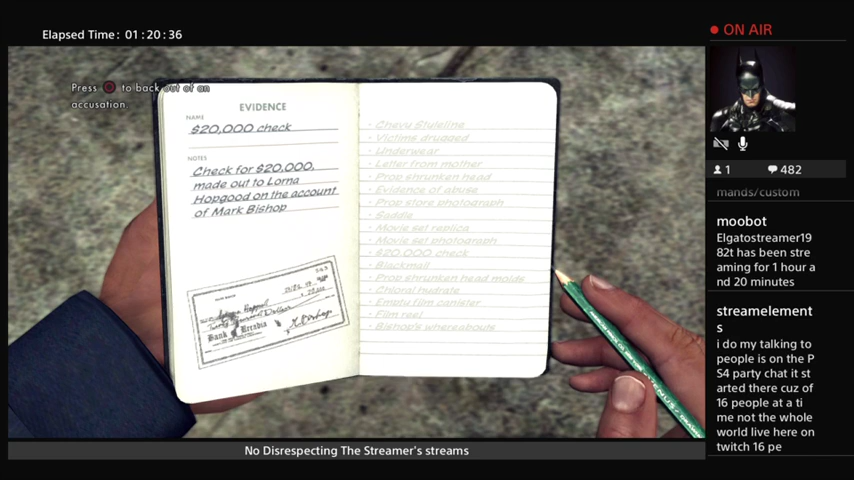 Elapsed Time : 01:20:36
ON AIR
Press to back out of an
accusation.
EVIDENCE
NAME
$20,000 check
NOTES
Check for $20,000,
made out to Lorna
Hopgood on the account
of Mark Bishop
- Chevy Styleline
- Victims drugged
- Underwear
- Letter from mother
- Prop shrunken head
- Evidence of abuse
- Prop store photograph
- Saddle
- Movie set replica
- Movie set photograph
- $20,000 check
- Blackmail
- Prop shrunken head molds
- Chloral hydrate
- Empty film canister
- Film reel
- Bishop's whereabouts
Bank
No Disrespecting The Streamer's streams
1 482
mands/custom
moobot
Elgatostreamer19
82t has been stre
aming for 1 hour a
nd 20 minutes
streamelement
s
i do my talking to
people is on the P
S4 party chat it st
arted there cuz of
16 people at a ti
me not the whole
world live here on
twitch 16 pe